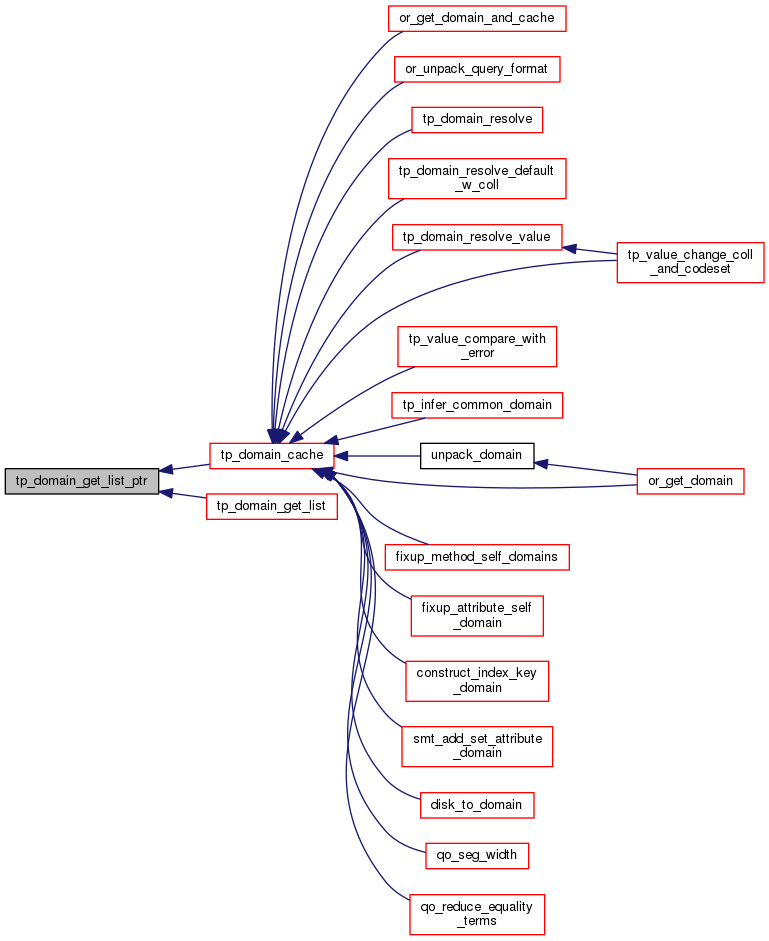 or_get_domain_and_cache
or_unpack_query_format
tp_domain_resolve
tp_domain_resolve_default
_w_coll
tp_domain_resolve_value
tp_value_change_coll
_and_codeset
tp_value_compare_with
_error
tp_infer_common_domain
tp_domain_cache
unpack_domain
tp_domain_get_list_ptr
or_get_domain
tp_domain_get_list
fixup_method_self_domains
fixup_attribute_self
_domain
construct_index_key
_domain
smt_add_set_attribute
_domain
disk_to_domain
qo_seg_width
qo_reduce_equality
_terms